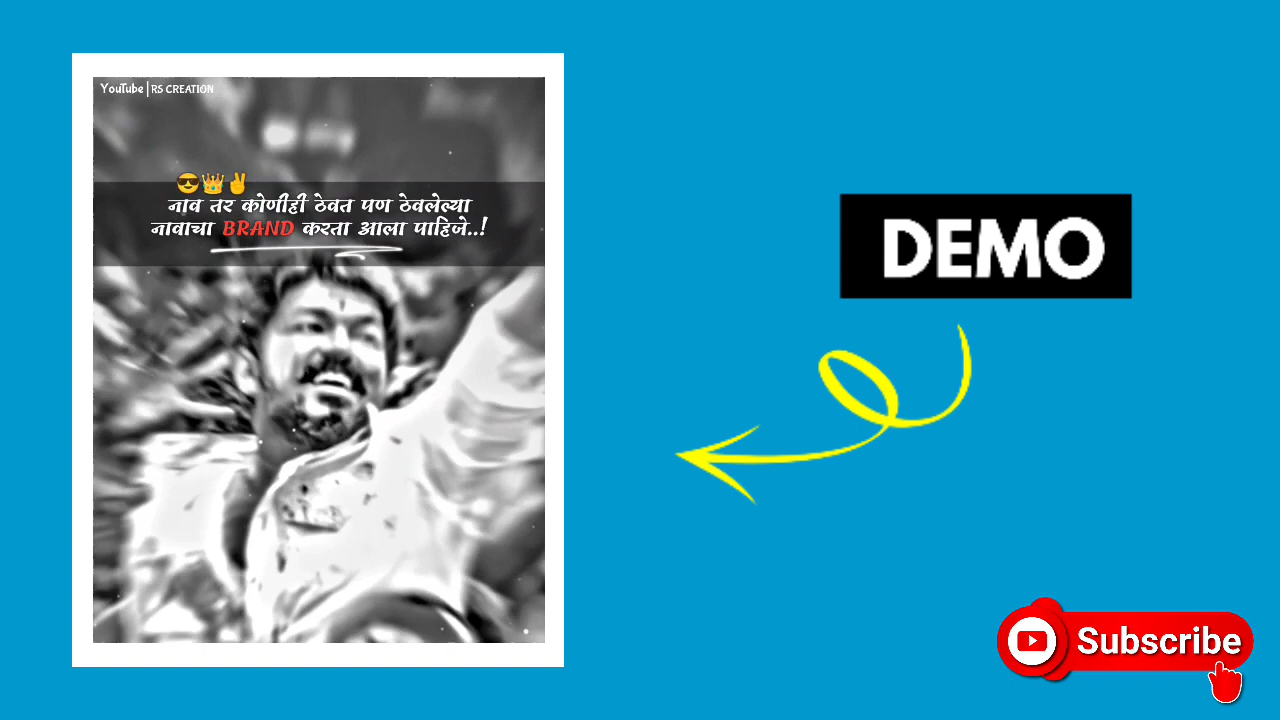 YouTube | RS CREATION
😎👑✌
नाव तर कोणीही ठेवत पण ठेवलेल्या
नावाचा BRAND करता आला पाहिजे..!
DEMO
Subscribe